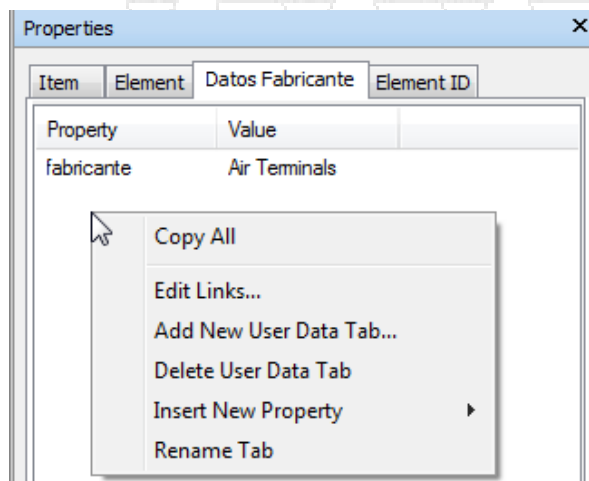 Properties
Item Element Datos Fabricante Element ID
Property Value
fabricante Air Terminals
Copy All
Edit Links...
Add New User Data Tab...
Delete User Data Tab
Insert New Property
Rename Tab